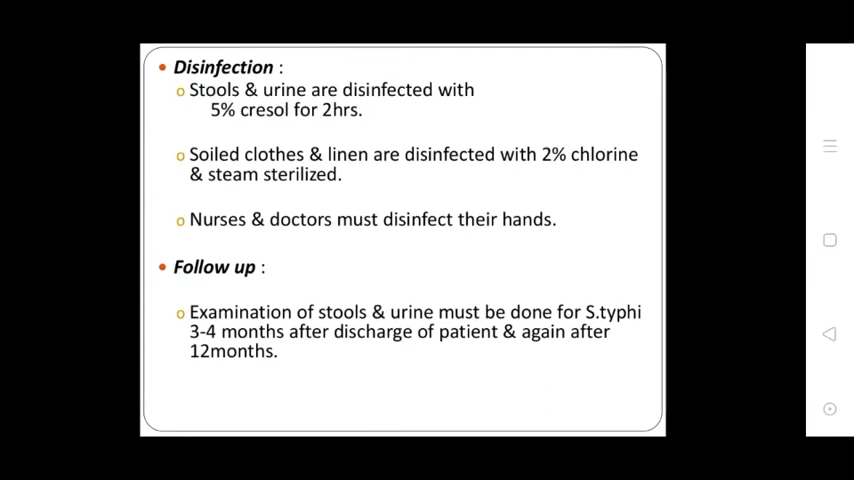 • Disinfection :
o Stools & urine are disinfected with
5% cresol for 2hrs.
o Soiled clothes & linen are disinfected with 2% chlorine
& steam sterilized.
o Nurses & doctors must disinfect their hands.
• Follow up :
o Examination of stools & urine must be done for S.typhi
3-4 months after discharge of patient & again after
12months.